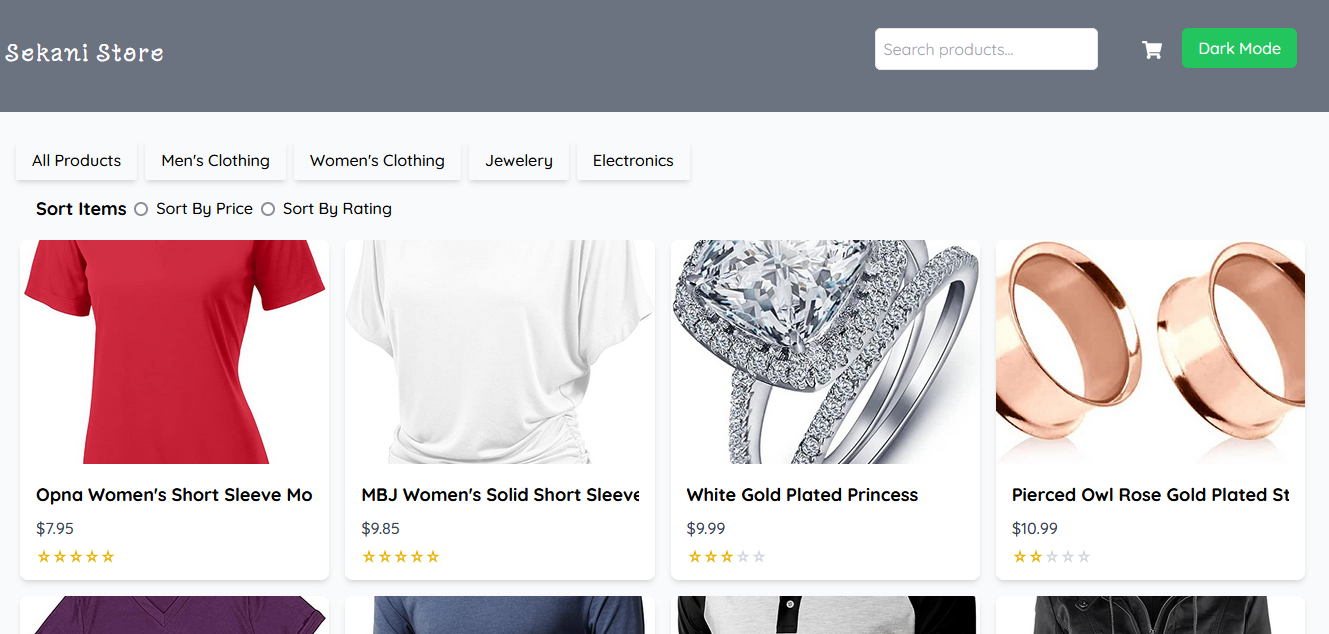 Sekani Store
Search products...
Dark Mode
All Products
Men's Clothing
Women's Clothing
Jewelery
Electronics
Sort Items
Sort By Price
Sort By Rating
Opna Women's Short Sleeve Mo
$7.95
MBJ Women's Solid Short Sleeve
$9.85
White Gold Plated Princess
$9.99
Pierced Owl Rose Gold Plated St
$10.99